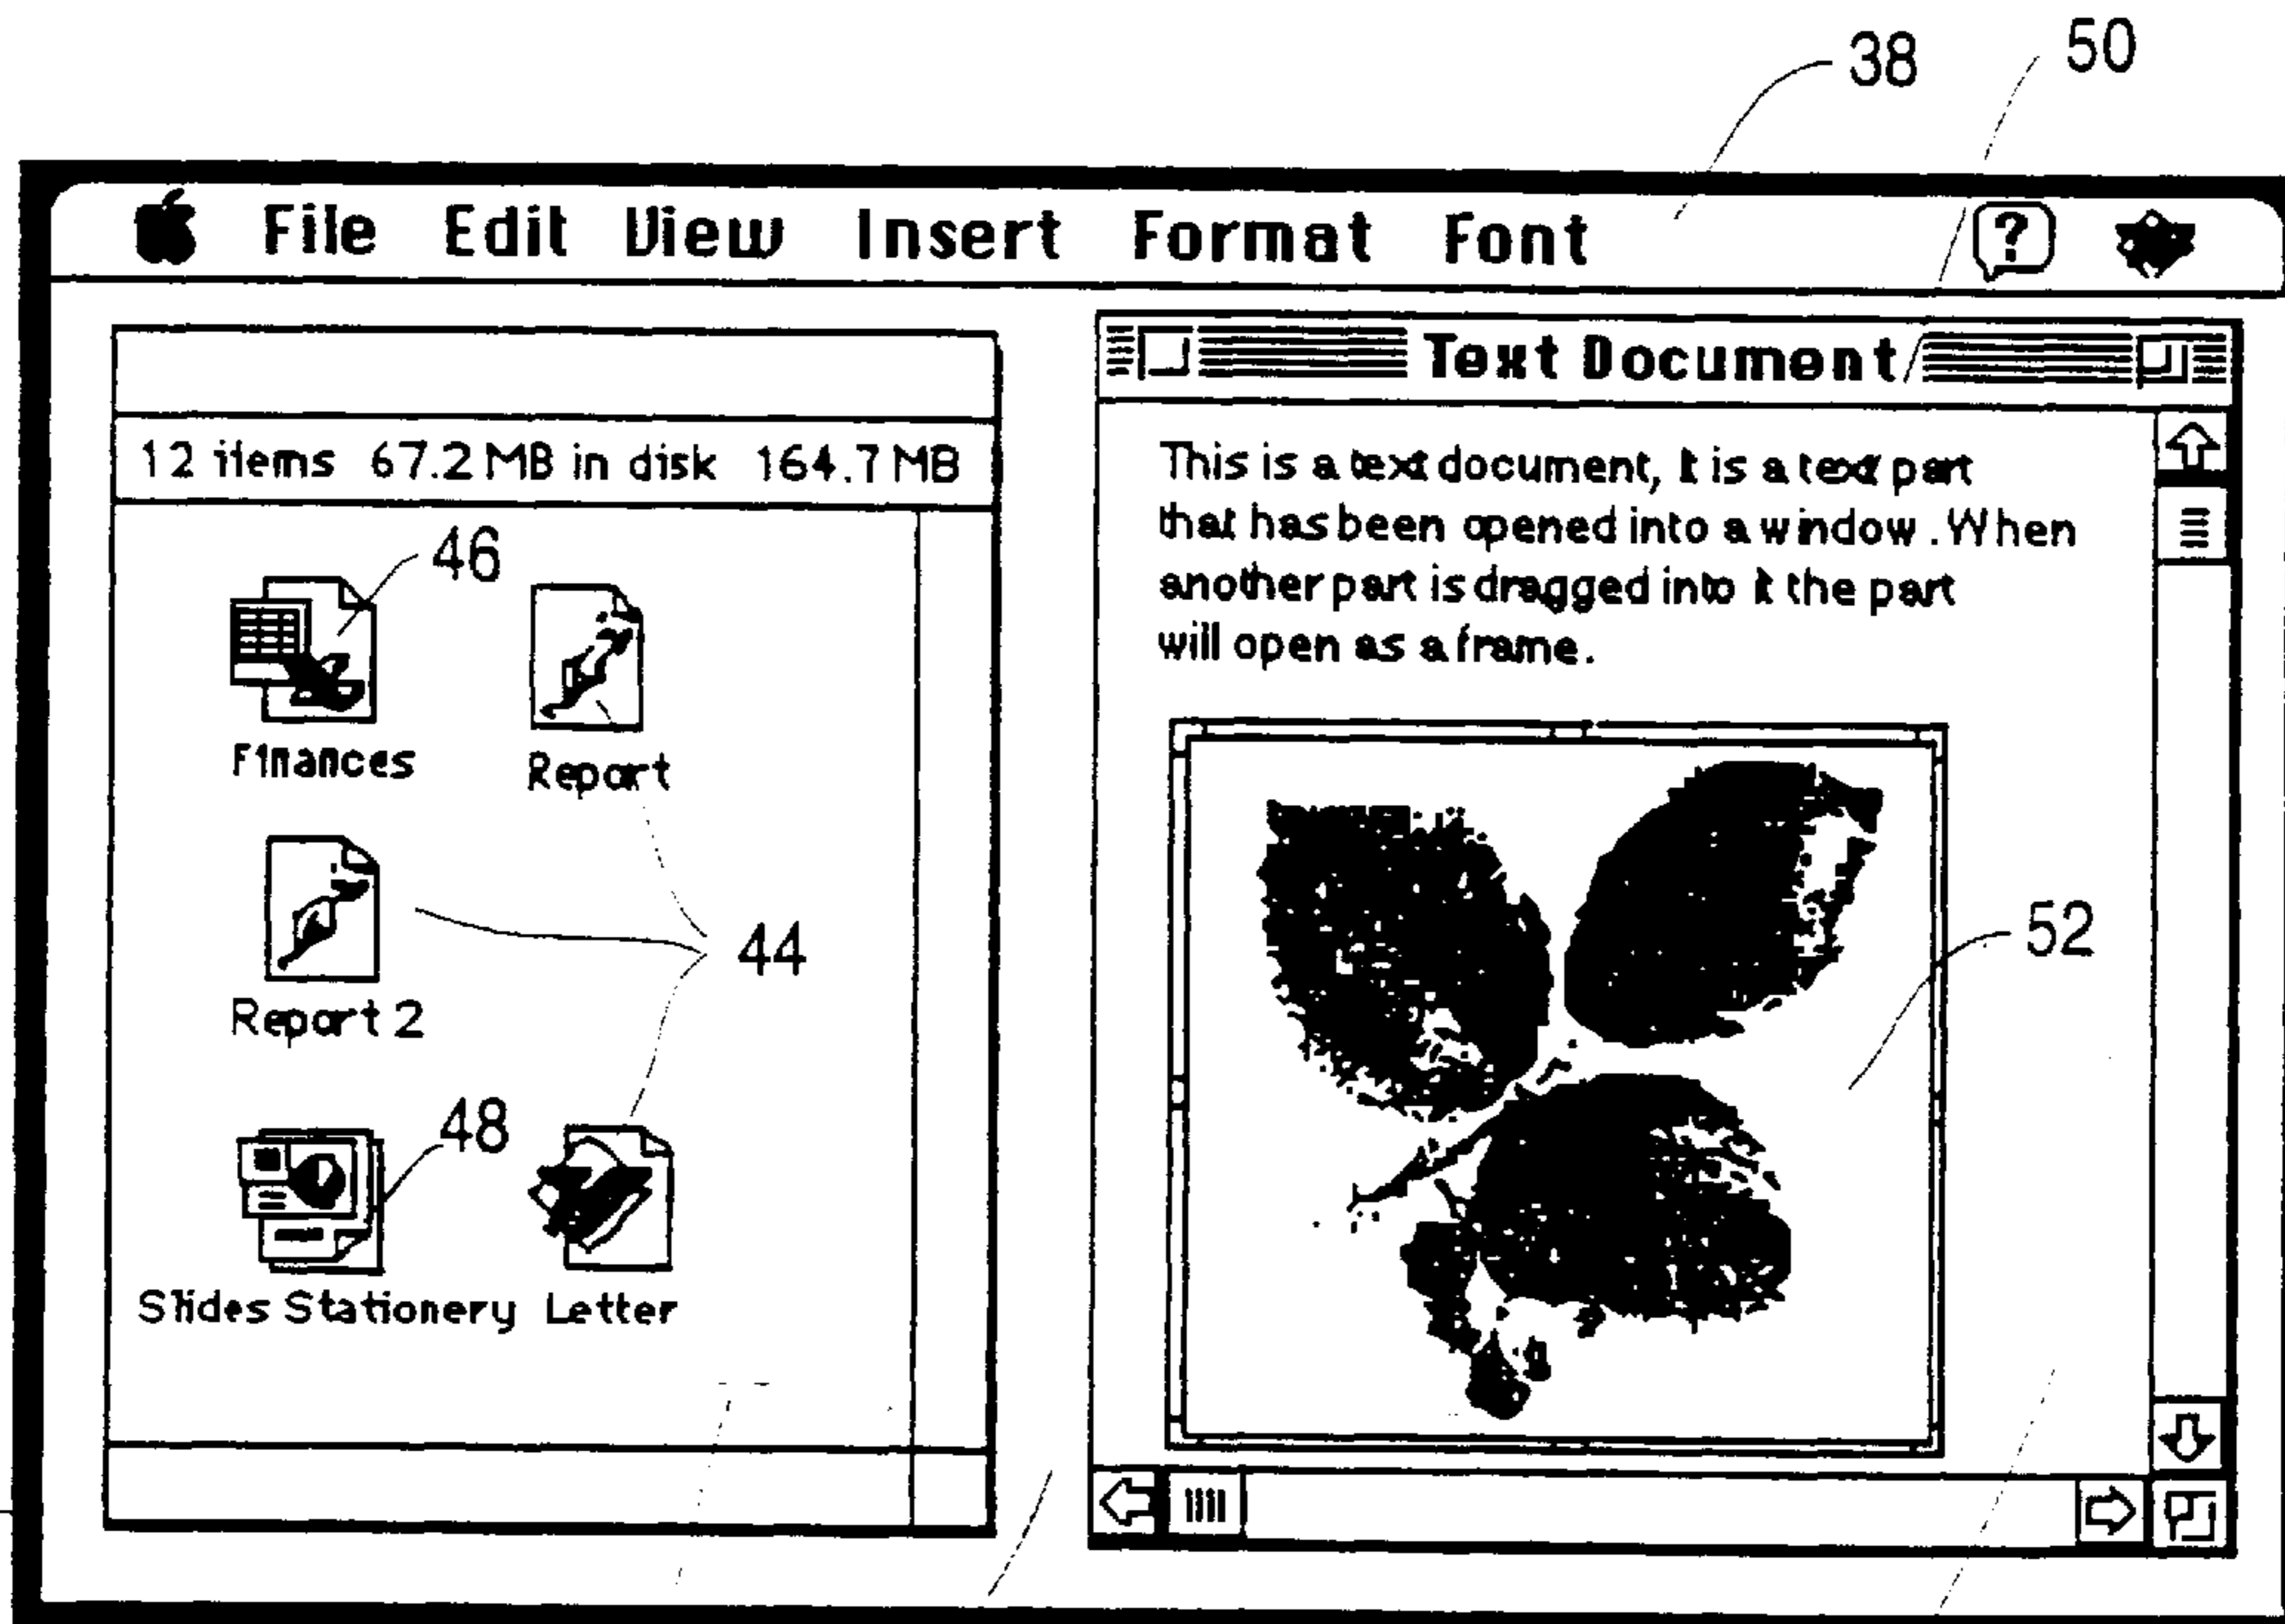 38
50
File Edit View Insert Format Font ?
Text Document
12 items 67.2 MB in disk 164.7 MB
46
Finances
Report
44
Report 2
48
Slides Stationery
Letter
This is a text document, it is a text part
that has been opened into a window. When
another part is dragged into it the part
will open as a frame.
52